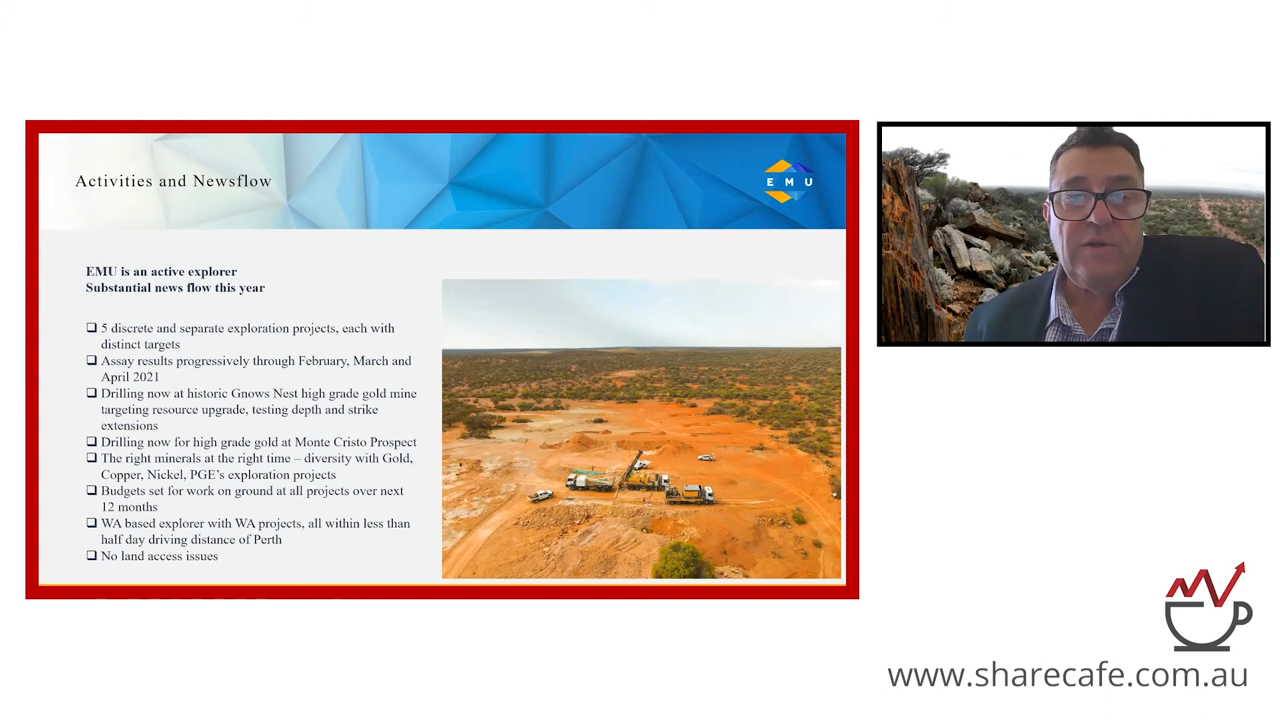 Activities and Newsflow
E M U
EMU is an active explorer
Substantial news flow this year
❑ 5 discrete and separate exploration projects, each with
distinct targets
❑ Assay results progressively through February, March and
April 2021
❑ Drilling now at historic Gnows Nest high grade gold mine
targeting resource upgrade, testing depth and strike
extensions
❑ Drilling now for high grade gold at Monte Cristo Prospect
❑ The right minerals at the right time – diversity with Gold,
Copper, Nickel, PGE's exploration projects
❑ Budgets set for work on ground at all projects over next
12 months
❑ WA based explorer with WA projects, all within less than
half day driving distance of Perth
❑ No land access issues
www.sharecafe.com.au